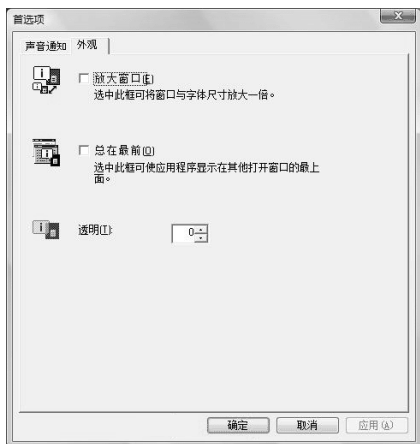 首选项
声音通知 外观
放大窗口(E)
选中此框可将窗口与字体尺寸放大一倍。
总在最前(O)
选中此框可使应用程序显示在其他打开窗口的最上
面。
透明(T): 0
确定 取消 应用(A)